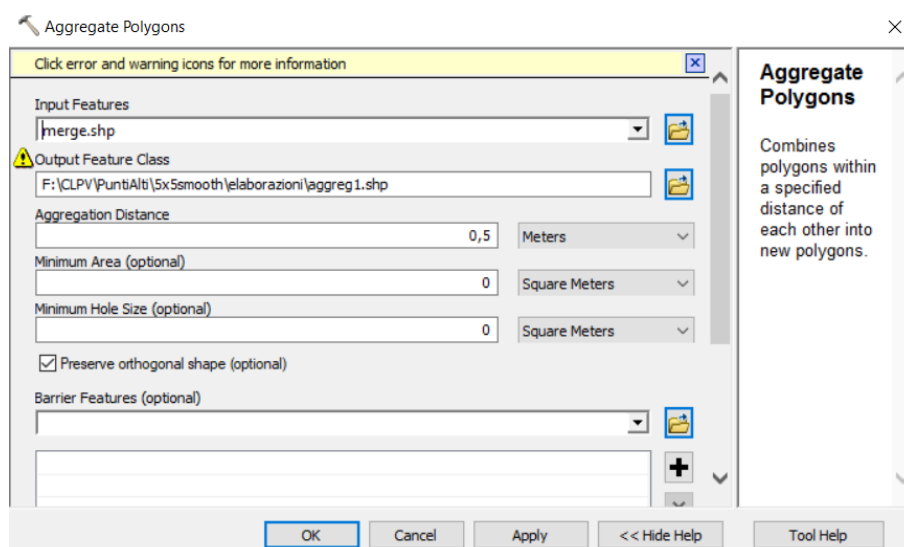 Aggregate Polygons
Click error and warning icons for more information
Input Features
merge.shp
Output Feature Class
F:\CLPV\PuntiAlti\5x5smooth\elaborazioni\aggreg1.shp
Aggregation Distance
0,5 Meters
Minimum Area (optional)
0 Square Meters
Minimum Hole Size (optional)
0 Square Meters
Preserve orthogonal shape (optional)
Barrier Features (optional)
Aggregate
Polygons
Combines
polygons within
a specified
distance of
each other into
new polygons.
OK Cancel Apply << Hide Help Tool Help